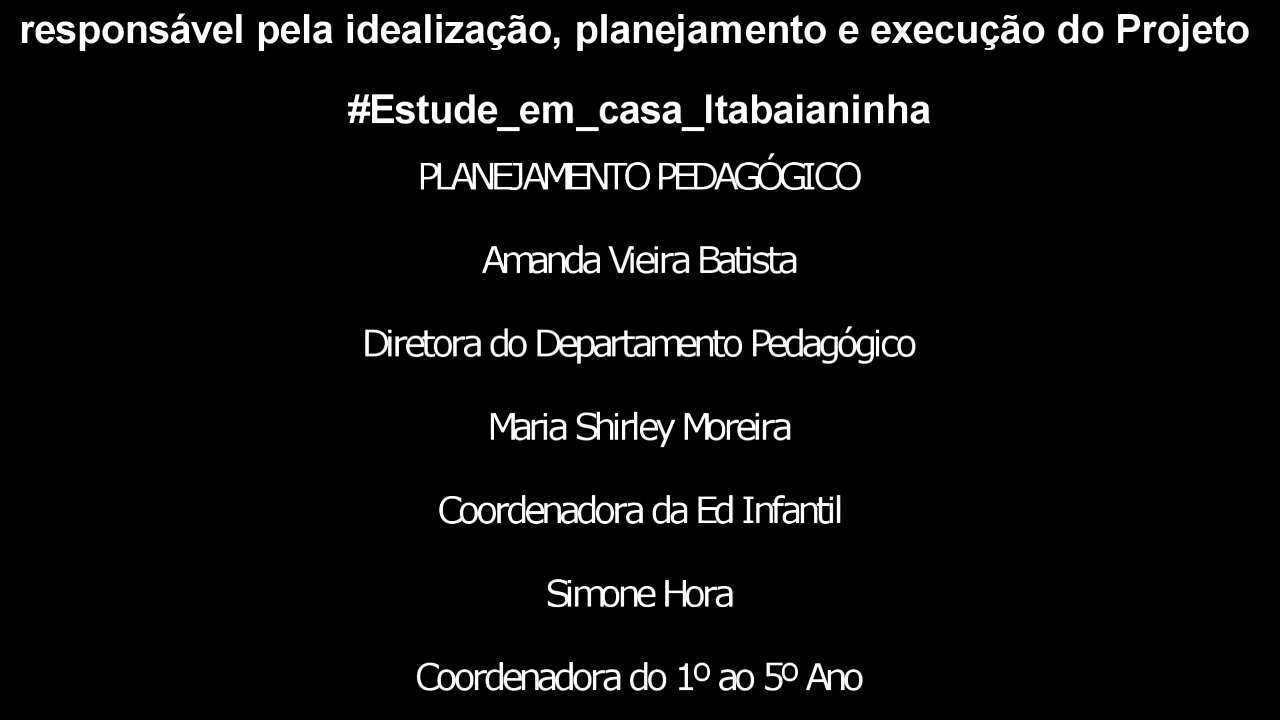 responsável pela idealização, planejamento e execução do Projeto
#Estude_em_casa_Itabaianinha
PLANEJAMENTO PEDAGÓGICO
Amanda Vieira Batista
Diretora do Departamento Pedagógico
Maria Shirley Moreira
Coordenadora da Ed Infantil
Simone Hora
Coordenadora do 1º ao 5º Ano